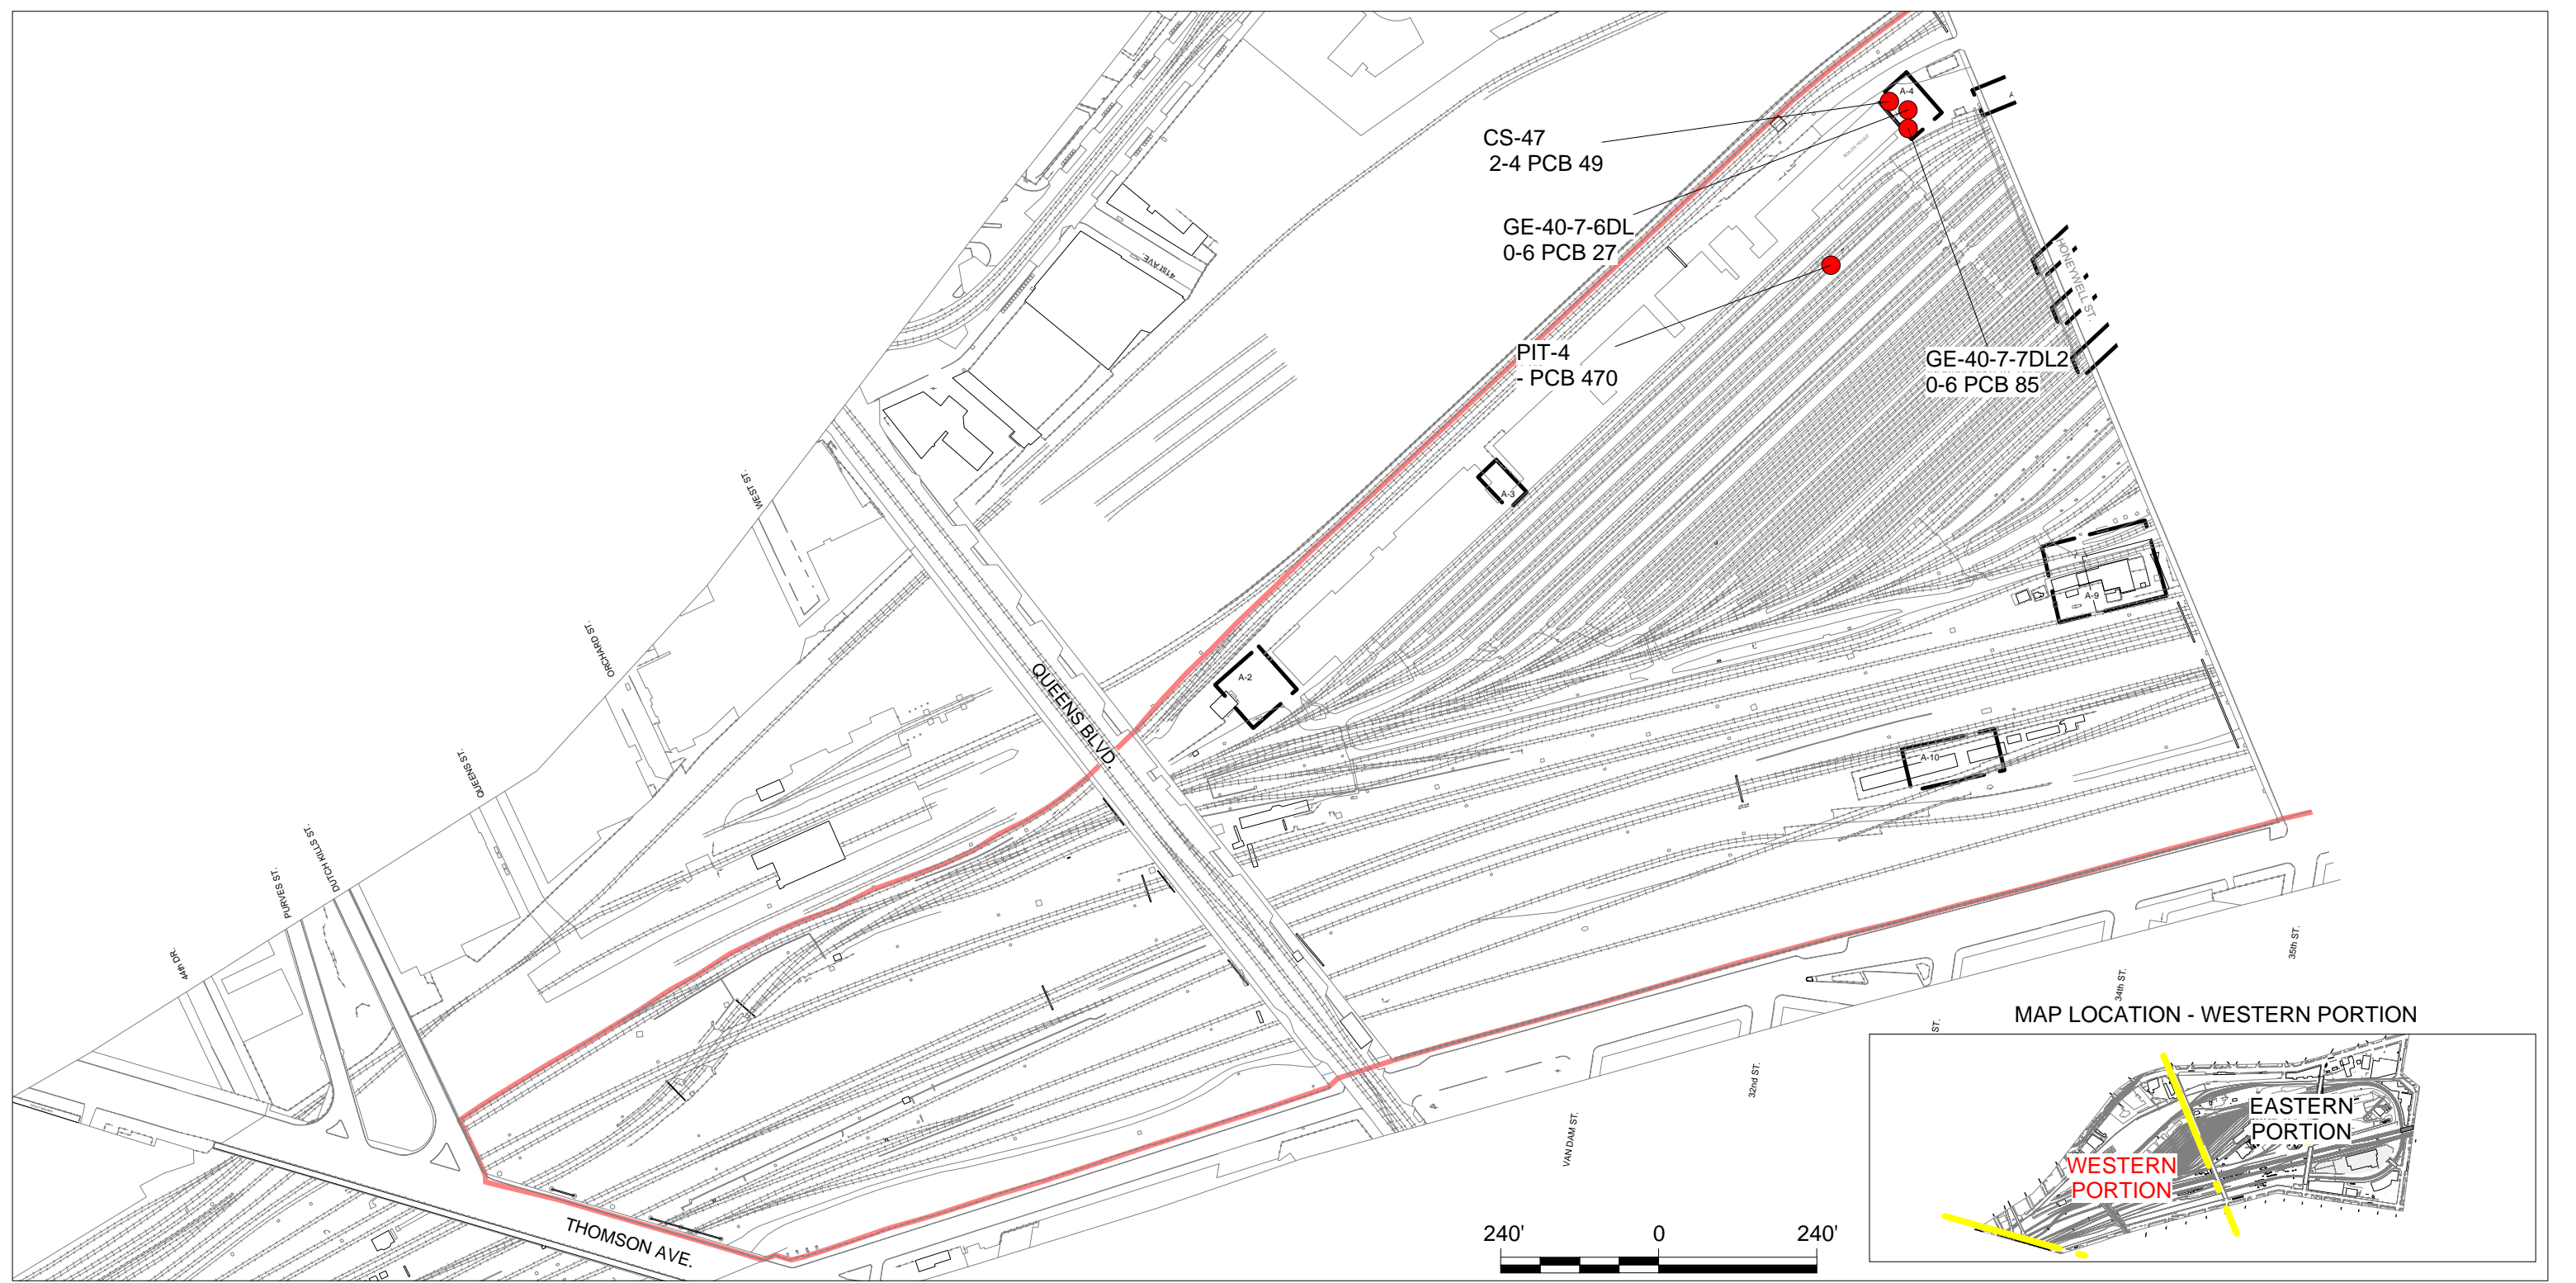 A-4
A
BOILER HOUSE
CS-47
2-4 PCB 49
GE-40-7-6DL
0-6 PCB 27
41st AVE.
HONEYWELL ST.
PIT-4
- PCB 470
GE-40-7-7DL2
0-6 PCB 85
WEST ST.
A-3
A-9
ORCHARD ST.
A-2
QUEENS BLVD.
QUEENS ST.
A-10
DUTCH KILLS ST.
PURVES ST.
44th DR.
35th ST.
34th ST.
ST.
32nd ST.
VAN DAM ST.
THOMSON AVE.
MAP LOCATION - WESTERN PORTION
EASTERN
PORTION
WESTERN
PORTION
240' 0 240'